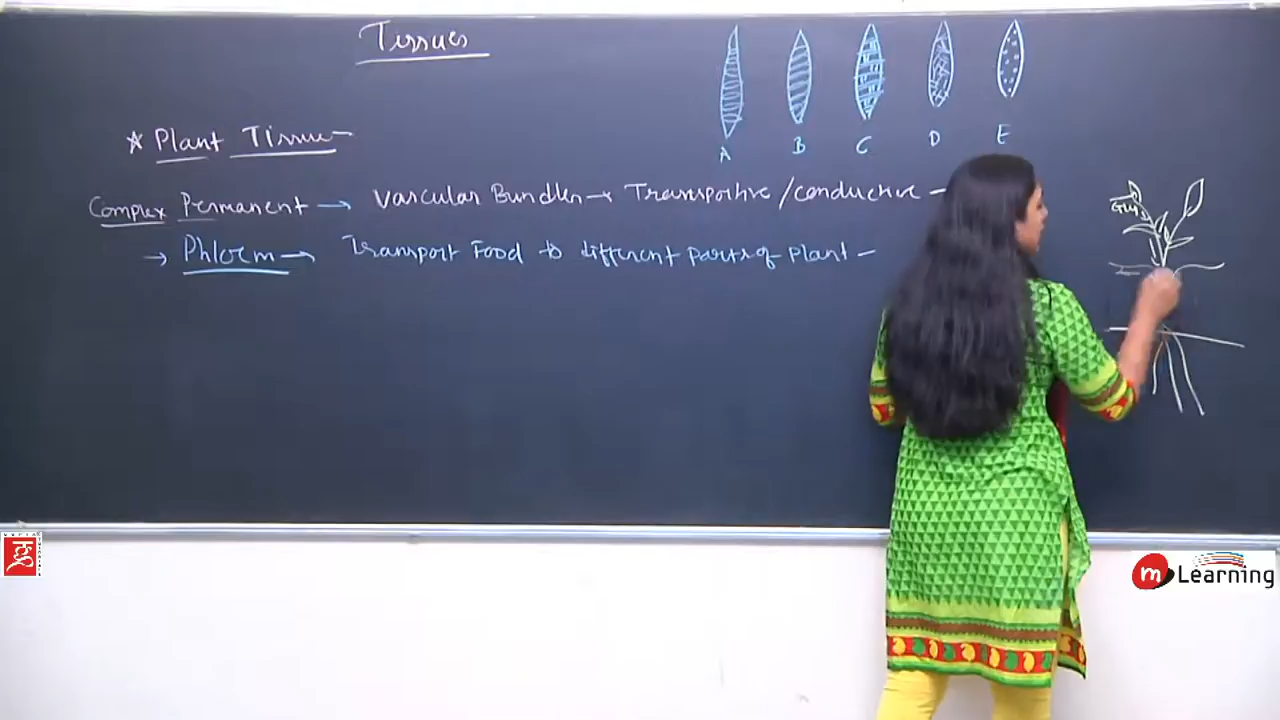 Tissues
A B C D E
* Plant Tissue-
Complex Permanent → Vascular Bundles → Transportive / conductive -
→ Phloem → Transport Food to different parts of plant -
m Learning